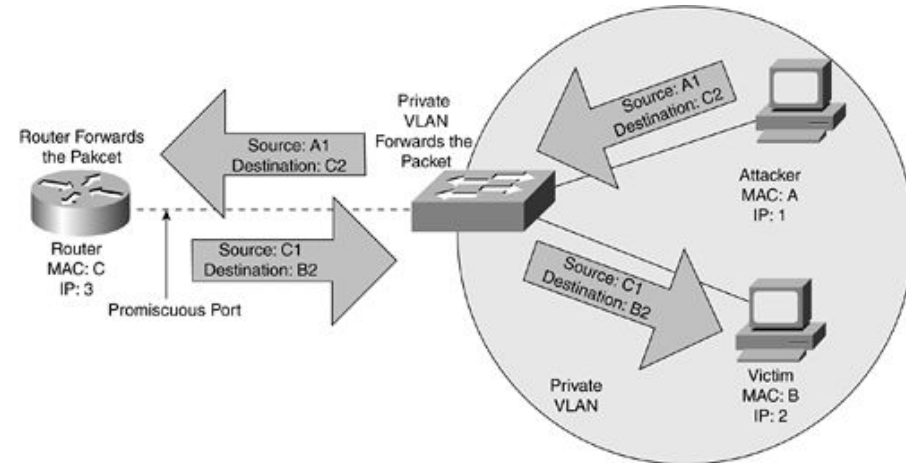 Router Forwards
the Pakcet
Source: A1
Destination: C2
Private
VLAN
Forwards the
Packet
Source: A1
Destination: C2
Attacker
MAC: A
IP: 1
Router
MAC: C
IP: 3
Source: C1
Destination: B2
Promiscuous Port
Source: C1
Destination: B2
Private
VLAN
Victim
MAC: B
IP: 2